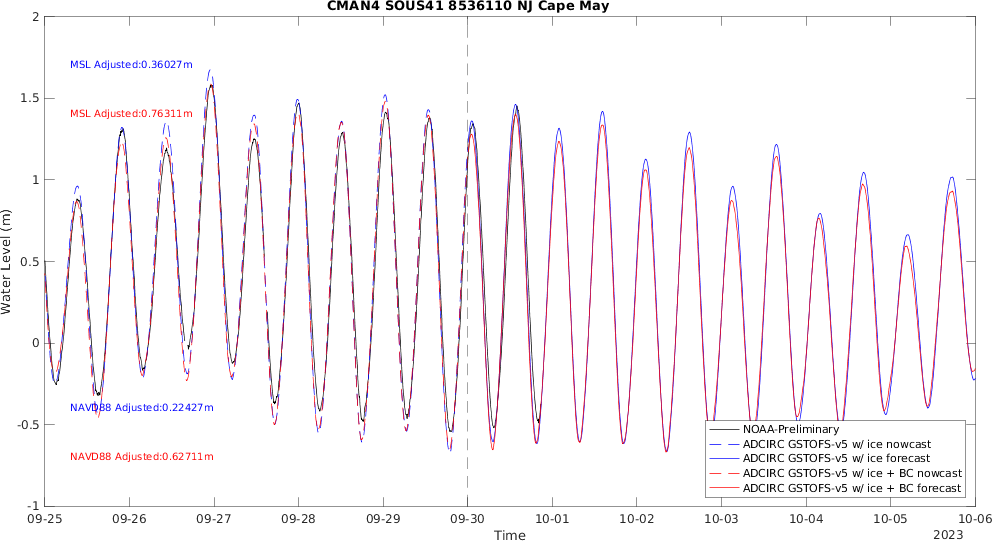 CMAN4 SOUS41 8536110 NJ Cape May
2
1.5
1
0.5
0
-0.5
-1
Water Level (m)
MSL Adjusted:0.36027m
MSL Adjusted:0.76311m
NAVD88 Adjusted:0.22427m
NAVD88 Adjusted:0.62711m
NOAA-Preliminary
ADCIRC GSTOFS-v5 w/ ice nowcast
ADCIRC GSTOFS-v5 w/ ice forecast
ADCIRC GSTOFS-v5 w/ ice + BC nowcast
ADCIRC GSTOFS-v5 w/ ice + BC forecast
09-25 09-26 09-27 09-28 09-29 09-30 10-01 10-02 10-03 10-04 10-05 10-06
Time
2023